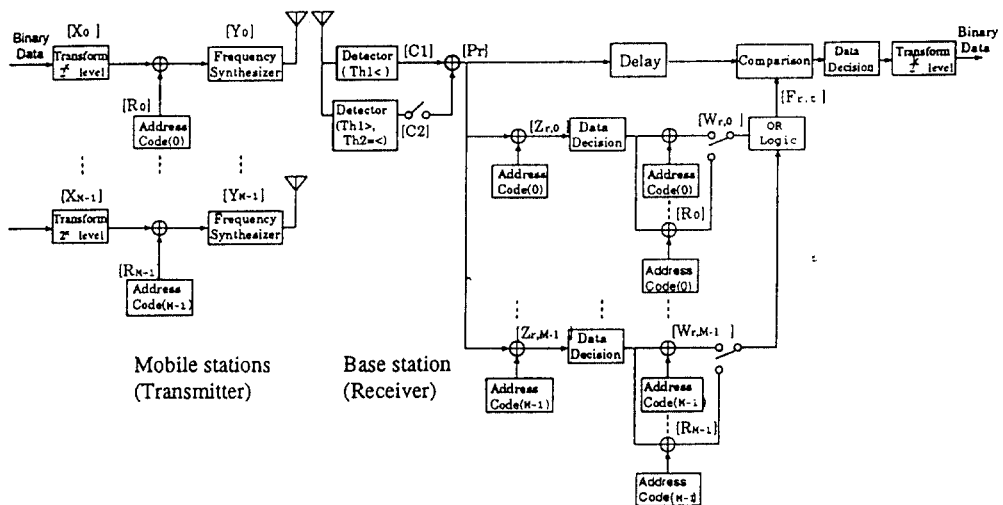 Binary
Data
[X0]
Transform
2^K level
[R0]
Address
Code(0)
[Y0]
Frequency
Synthesizer
[XM-1]
Transform
2^K level
[RM-1]
Address
Code(M-1)
[YM-1]
Frequency
Synthesizer
Mobile stations
(Transmitter)
Detector
(Th1<)
[C1]
[Pr]
Detector
(Th1>,
Th2=<)
[C2]
Delay
Comparison
Data
Decision
Transform
level
Binary
Data
[Zr,0]
Data
Decision
Address
Code(0)
[Wr,0]
Address
Code(0)
[R0]
Address
Code(0)
OR
Logic
[Fr,t]
[Zr,M-1]
Data
Decision
Address
Code(M-1)
[Wr,M-1]
Address
Code(M-1)
[RM-1]
Address
Code(M-1)
Base station
(Receiver)